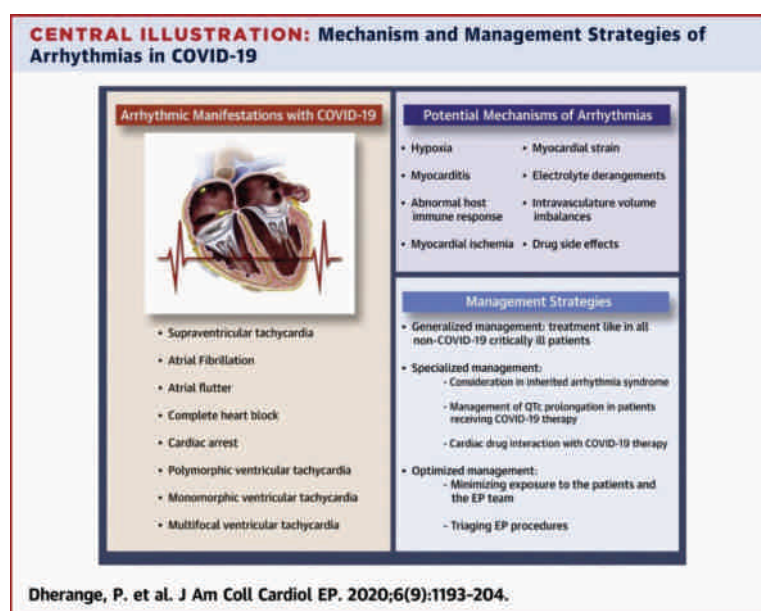 CENTRAL ILLUSTRATION: Mechanism and Management Strategies of
Arrhythmias in COVID-19
Arrhythmic Manifestations with COVID-19
• Supraventricular tachycardia
• Atrial Fibrillation
• Atrial flutter
• Complete heart block
• Cardiac arrest
• Polymorphic ventricular tachycardia
• Monomorphic ventricular tachycardia
• Multifocal ventricular tachycardia
Potential Mechanisms of Arrhythmias
• Hypoxia
• Myocarditis
• Abnormal host
immune response
• Myocardial ischemia
• Myocardial strain
• Electrolyte derangements
• Intravasculature volume
imbalances
• Drug side effects
Management Strategies
• Generalized management: treatment like in all
non-COVID-19 critically ill patients
• Specialized management:
- Consideration in inherited arrhythmia syndrome
- Management of QTc prolongation in patients
receiving COVID-19 therapy
- Cardiac drug interaction with COVID-19 therapy
• Optimized management:
- Minimizing exposure to the patients and
the EP team
- Triaging EP procedures
Dherange, P. et al. J Am Coll Cardiol EP. 2020;6(9):1193-204.